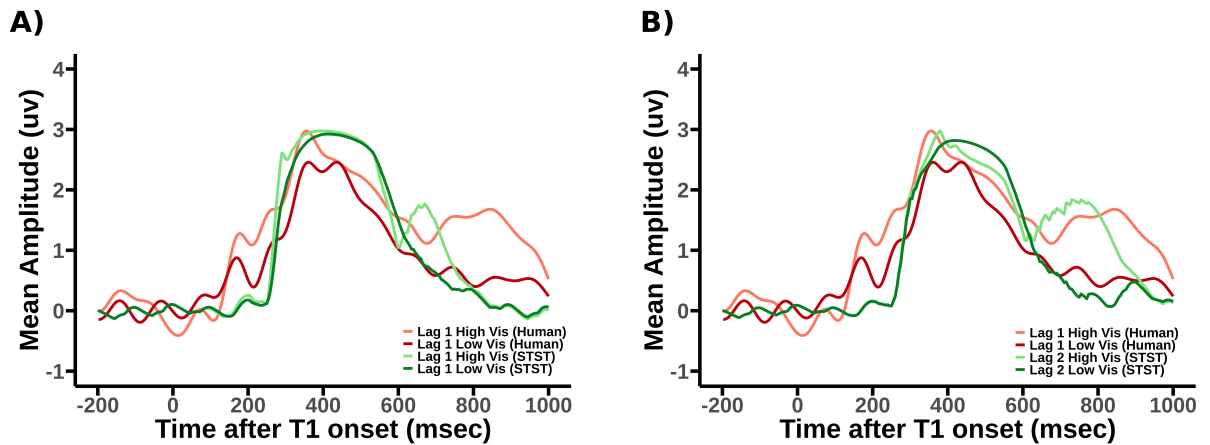 A)
Mean Amplitude (uv)
4
3
2
1
0
-1
-200 0 200 400 600 800 1000
Time after T1 onset (msec)
Lag 1 High Vis (Human)
Lag 1 Low Vis (Human)
Lag 1 High Vis (STST)
Lag 1 Low Vis (STST)
B)
Mean Amplitude (uv)
4
3
2
1
0
-1
-200 0 200 400 600 800 1000
Time after T1 onset (msec)
Lag 1 High Vis (Human)
Lag 1 Low Vis (Human)
Lag 2 High Vis (STST)
Lag 2 Low Vis (STST)